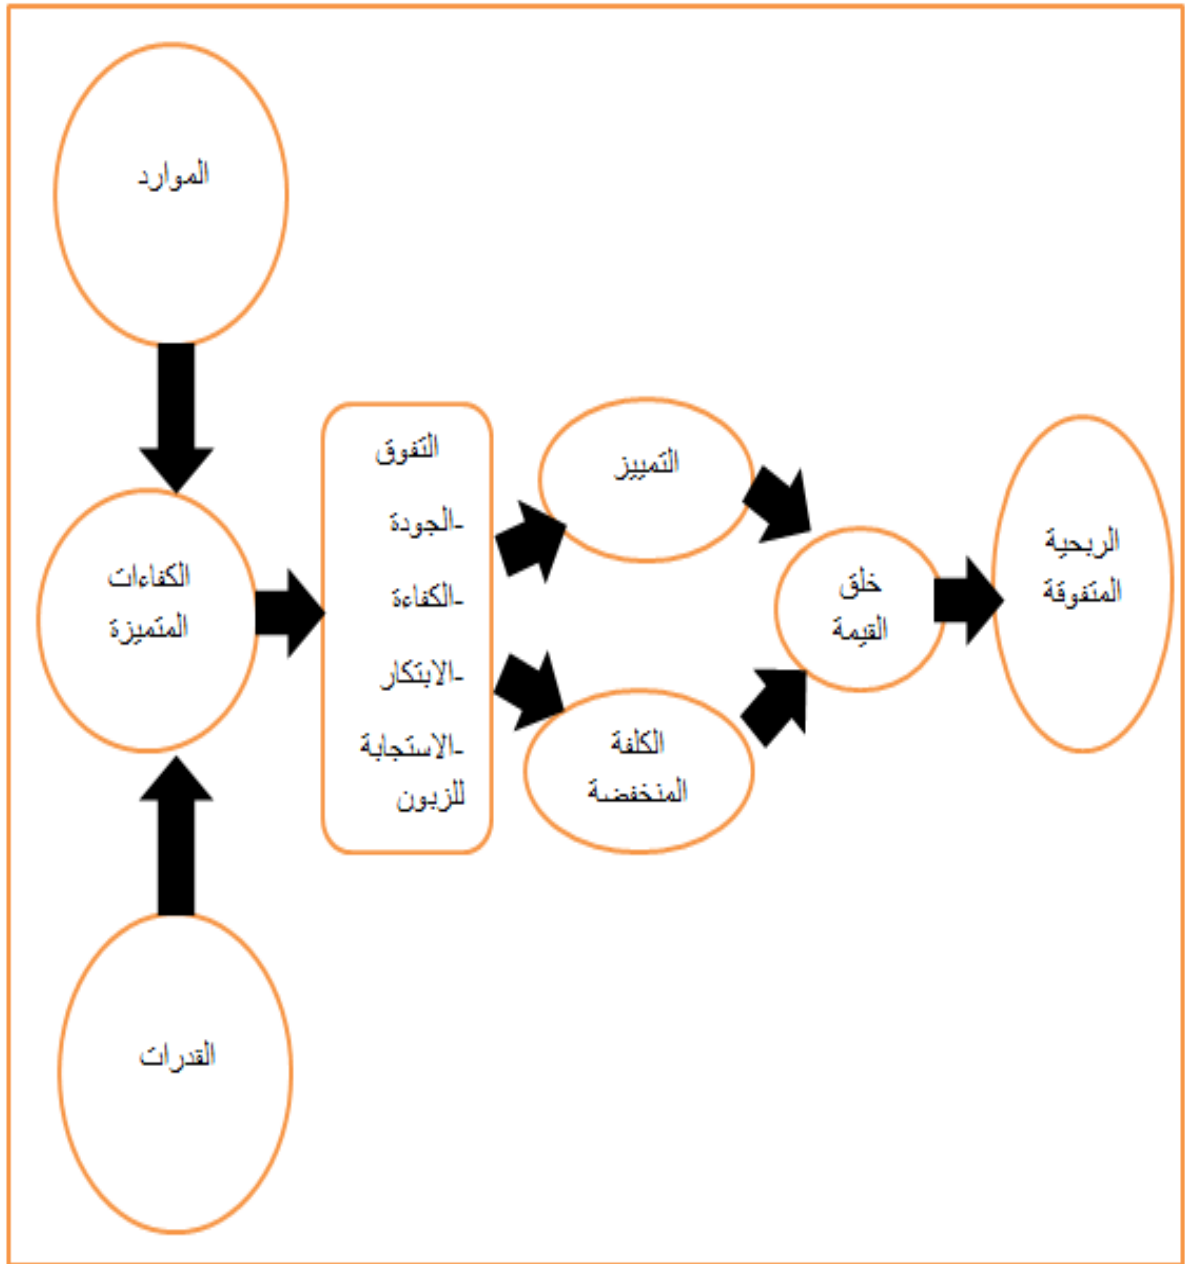 الموارد
الكفاءات
المتميزة
القدرات
التفوق
-الجودة
-الكفاءة
-الابتكار
-الاستجابة
للزبون
التمييز
الكلفة
المنخفضة
خلق
القيمة
الربحية
المتفوقة